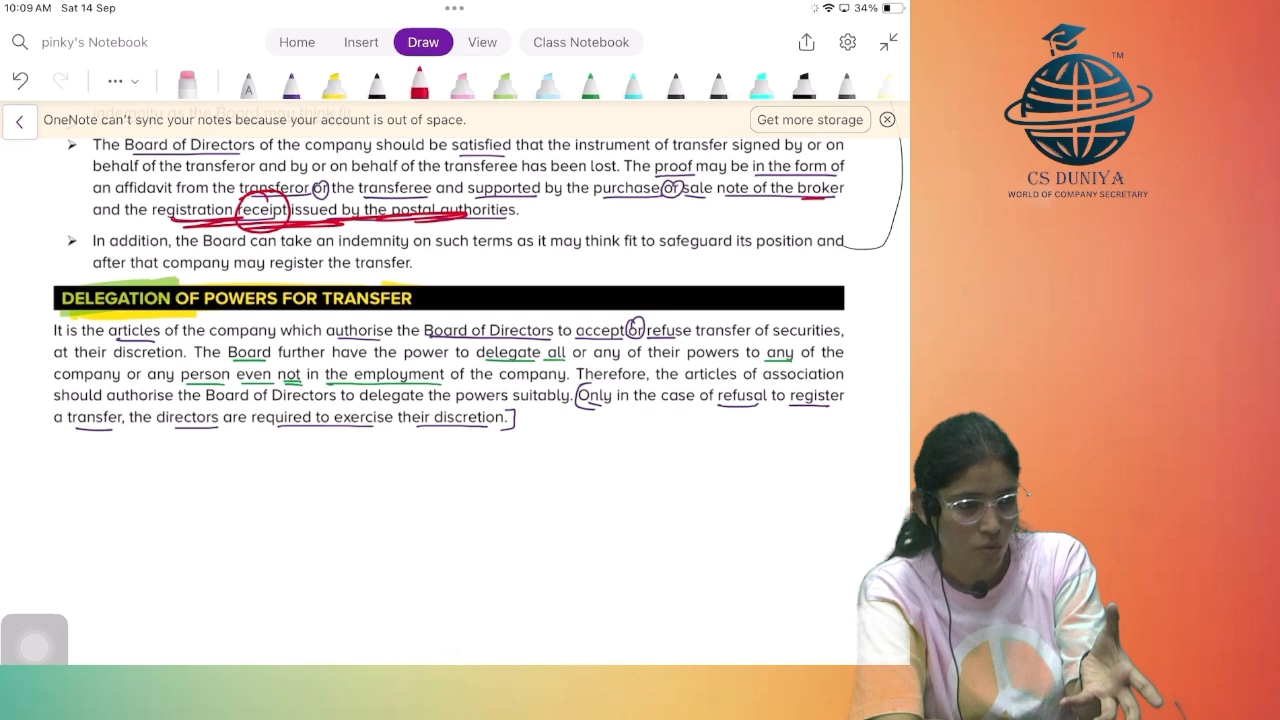 10:09 AM Sat 14 Sep
34%
pinky's Notebook
Home Insert Draw View Class Notebook
A
indemnity as the Board may think fit.
OneNote can't sync your notes because your account is out of space.
Get more storage
The Board of Directors of the company should be satisfied that the instrument of transfer signed by or on
behalf of the transferor and by or on behalf of the transferee has been lost. The proof may be in the form of
an affidavit from the transferor or the transferee and supported by the purchase or sale note of the broker
and the registration receipt issued by the postal authorities.
In addition, the Board can take an indemnity on such terms as it may think fit to safeguard its position and
after that company may register the transfer.
DELEGATION OF POWERS FOR TRANSFER
It is the articles of the company which authorise the Board of Directors to accept or refuse transfer of securities,
at their discretion. The Board further have the power to delegate all or any of their powers to any of the
company or any person even not in the employment of the company. Therefore, the articles of association
should authorise the Board of Directors to delegate the powers suitably. Only in the case of refusal to register
a transfer, the directors are required to exercise their discretion.
TM
CS DUNIYA
WORLD OF COMPANY SECRETARY